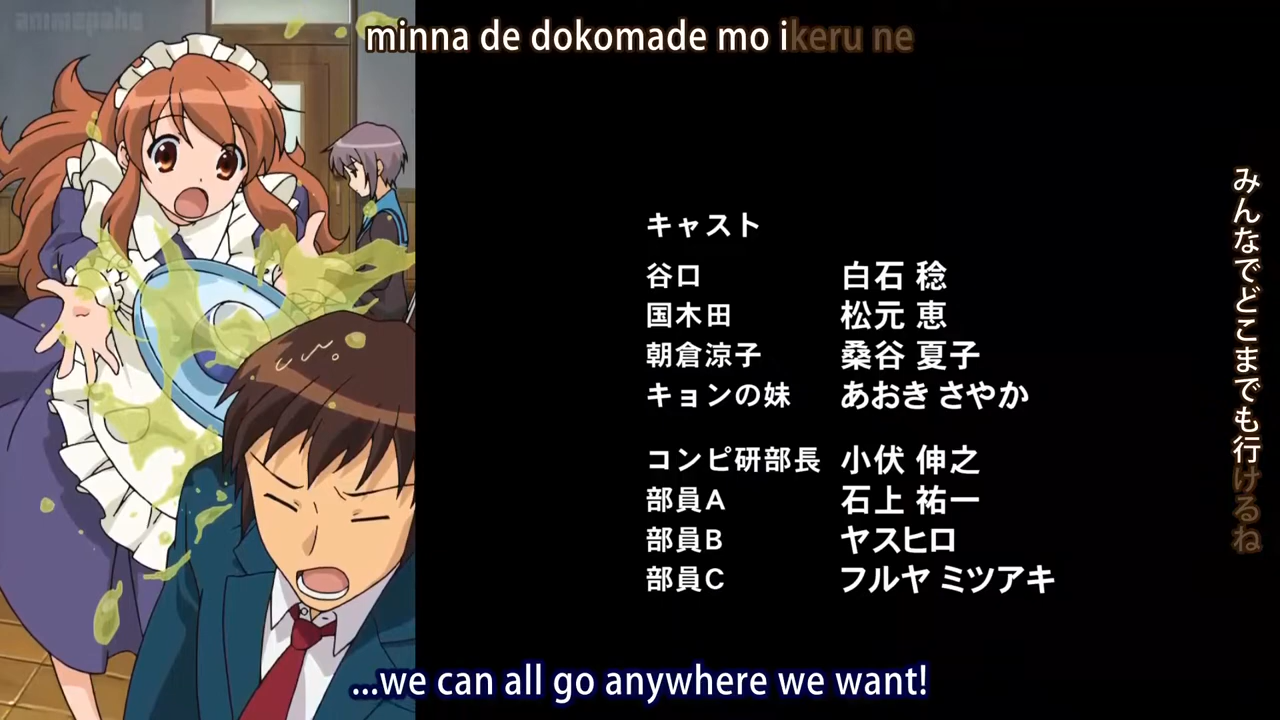 animepahe
minna de dokomade mo ikeru ne
キャスト
谷口 白石 稔
国木田 松元 恵
朝倉涼子 桑谷 夏子
キョンの妹 あおき さやか
コンピ研部長 小伏 伸之
部員A 石上 祐一
部員B ヤスヒロ
部員C フルヤ ミツアキ
みんなでどこまでも行けるね
...we can all go anywhere we want!